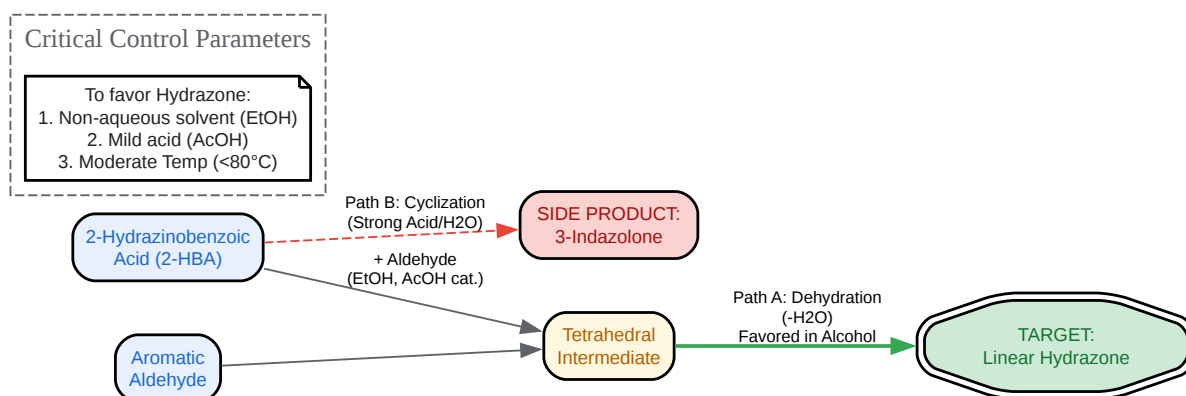 Critical Control Parameters
To favor Hydrazone:
1. Non-aqueous solvent (EtOH)
2. Mild acid (AcOH)
3. Moderate Temp (<80°C)
2-Hydrazinobenzoic
Acid (2-HBA)
Path B: Cyclization
(Strong Acid/H2O)
SIDE PRODUCT:
3-Indazolone
+ Aldehyde
(EtOH, AcOH cat.)
Aromatic
Aldehyde
Tetrahedral
Intermediate
Path A: Dehydration
(-H2O)
Favored in Alcohol
TARGET:
Linear Hydrazone